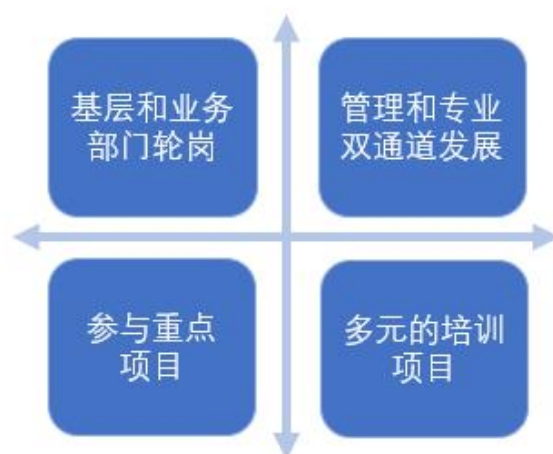 基层和业务
部门轮岗
管理和专业
双通道发展
参与重点
项目
多元的培训
项目